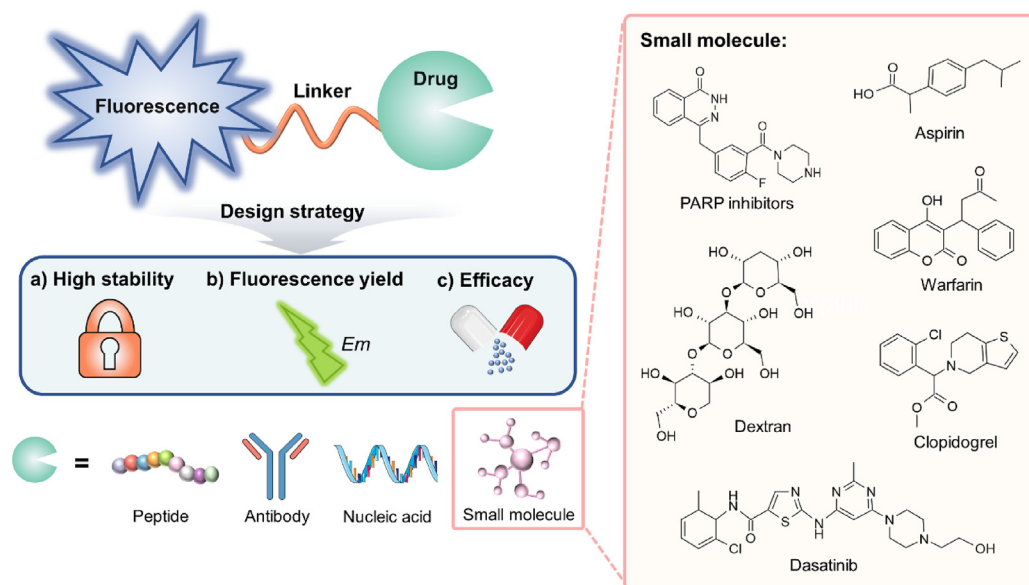 Fluorescence
Linker
Drug
Design strategy
a) High stability
b) Fluorescence yield
c) Efficacy
Em
=
Peptide
Antibody
Nucleic acid
Small molecule
Small molecule:
O
NH
N
O
N
NH
F
PARP inhibitors
O
HO
Aspirin
O
OH
O
O
Warfarin
HO
OH
O
O
OH
HO
OH
O
O
OH
HO
OH
O
OH
Dextran
Cl
S
N
O
O
Clopidogrel
H
N
O
Cl
N
S
N
H
N
N
N
N
OH
Dasatinib